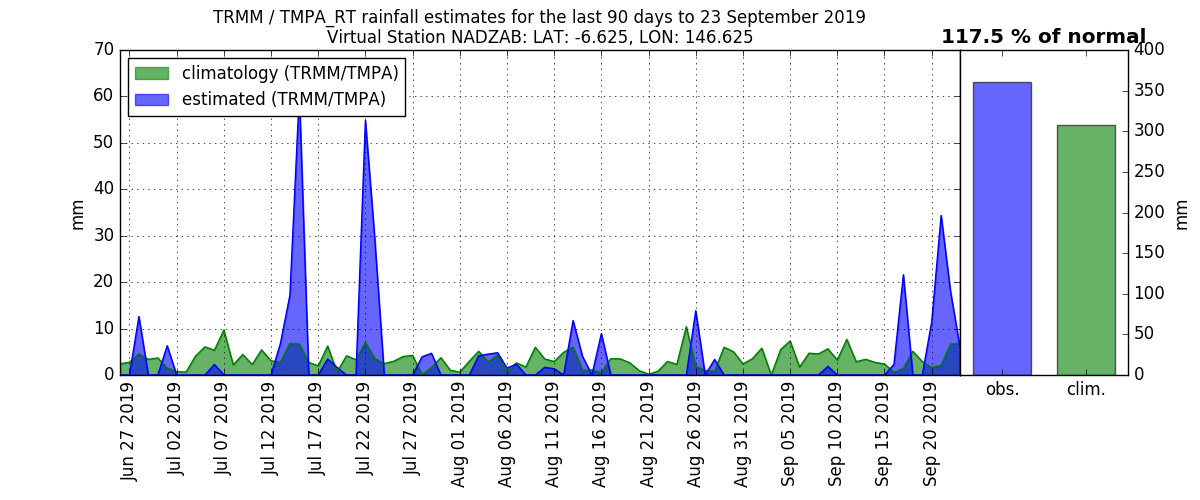 TRMM / TMPA_RT rainfall estimates for the last 90 days to 23 September 2019
Virtual Station NADZAB: LAT: -6.625, LON: 146.625
117.5 % of normal
climatology (TRMM/TMPA)
estimated (TRMM/TMPA)
70
60
50
40
30
20
10
0
mm
Jun 27 2019
Jul 02 2019
Jul 07 2019
Jul 12 2019
Jul 17 2019
Jul 22 2019
Jul 27 2019
Aug 01 2019
Aug 06 2019
Aug 11 2019
Aug 16 2019
Aug 21 2019
Aug 26 2019
Aug 31 2019
Sep 05 2019
Sep 10 2019
Sep 15 2019
Sep 20 2019
obs.
clim.
400
350
300
250
200
150
100
50
0
mm